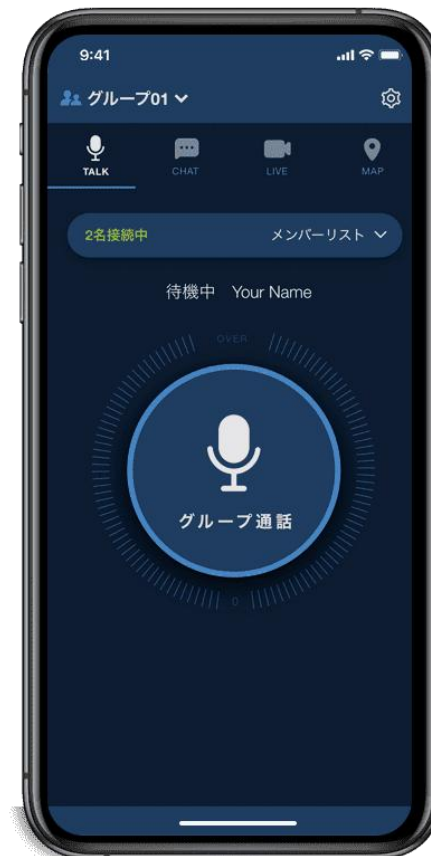 9:41
グループ01
TALK CHAT LIVE MAP
2名接続中 メンバーリスト
待機中 Your Name
OVER
グループ通話
0